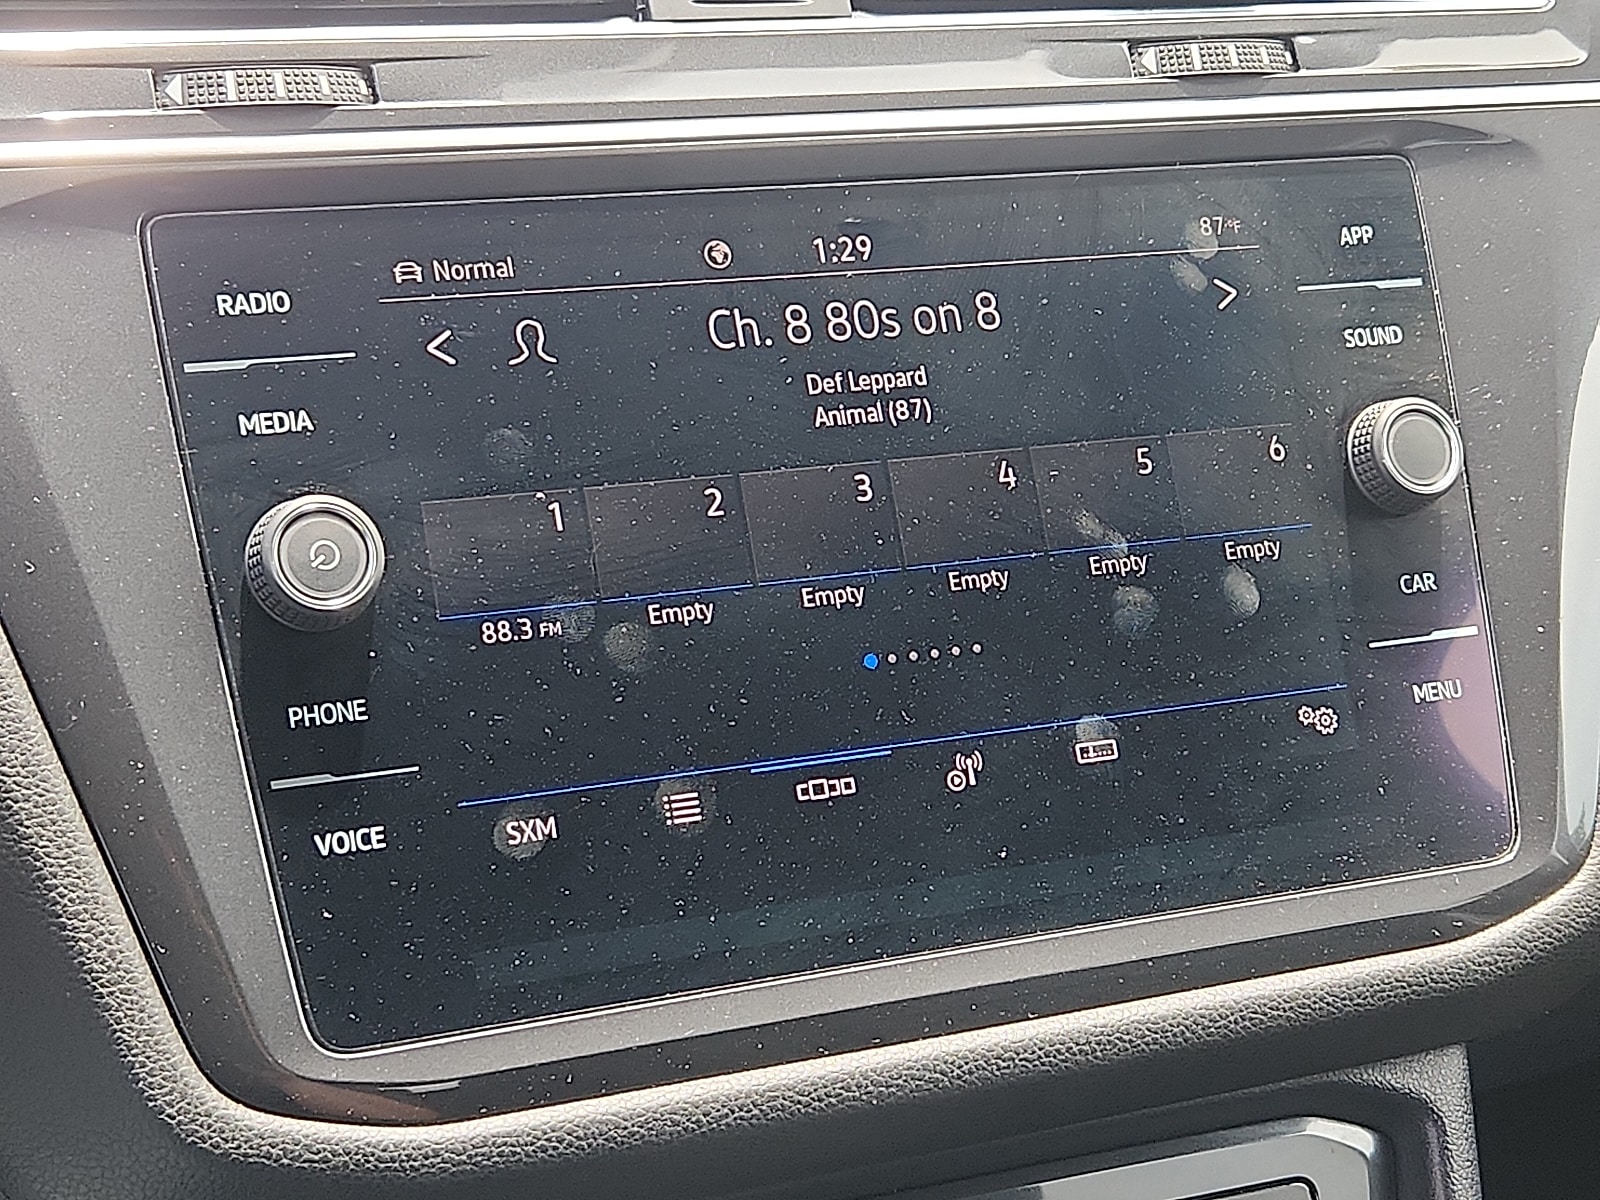 Normal
1:29
87°F
APP
RADIO
Ch. 8 80s on 8
SOUND
Def Leppard
Animal (87)
MEDIA
1
2
3
4
5
6
88.3 FM
Empty
Empty
Empty
Empty
Empty
CAR
PHONE
MENU
VOICE
SXM